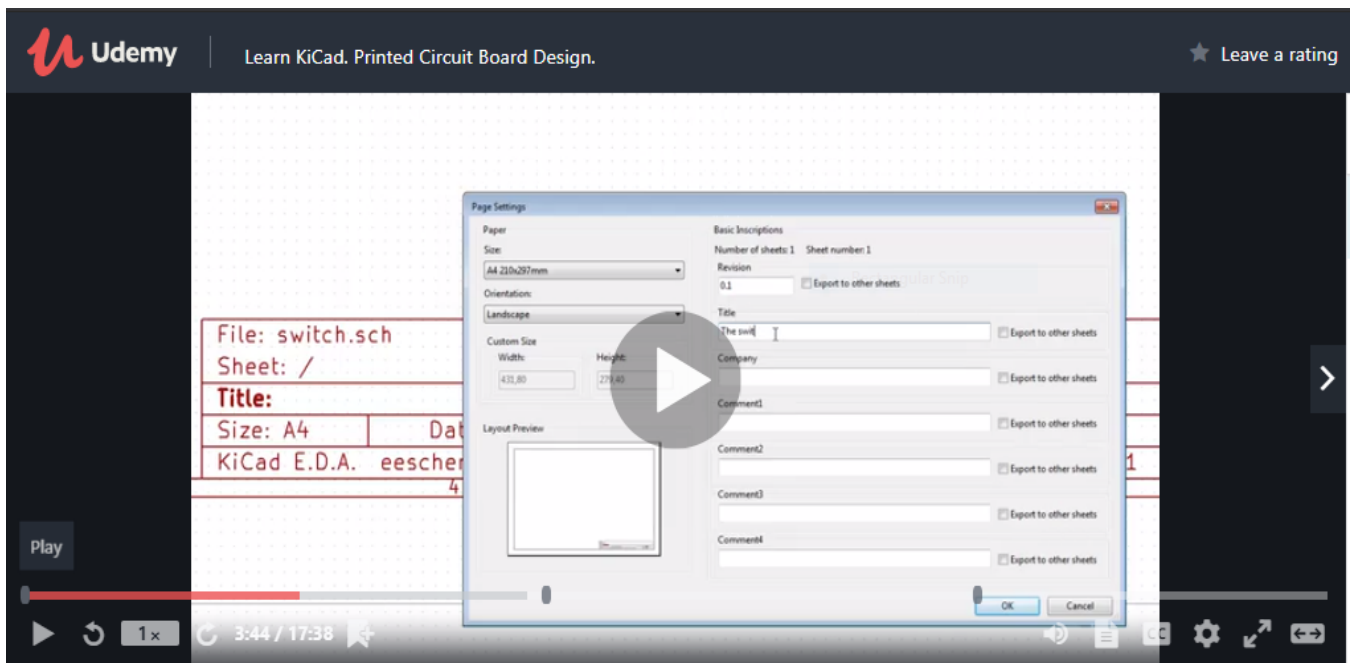 Udemy
Learn KiCad. Printed Circuit Board Design.
Leave a rating
File: switch.sch
Sheet: /
Title:
Size: A4
Dat
KiCad E.D.A. eescher
4
1
Page Settings
Paper
Size:
A4 210x297mm
Orientation:
Landscape
Custom Size
Width:
Height:
431,80
279,40
Layout Preview
Basic Inscriptions
Number of sheets: 1 Sheet number: 1
Revision
0.1
Export to other sheets
Rectangular Snip
Title
The swit
Export to other sheets
Company
Export to other sheets
Comment1
Export to other sheets
Comment2
Export to other sheets
Comment3
Export to other sheets
Comment4
Export to other sheets
OK
Cancel
Play
1x
3:44 / 17:38
CC